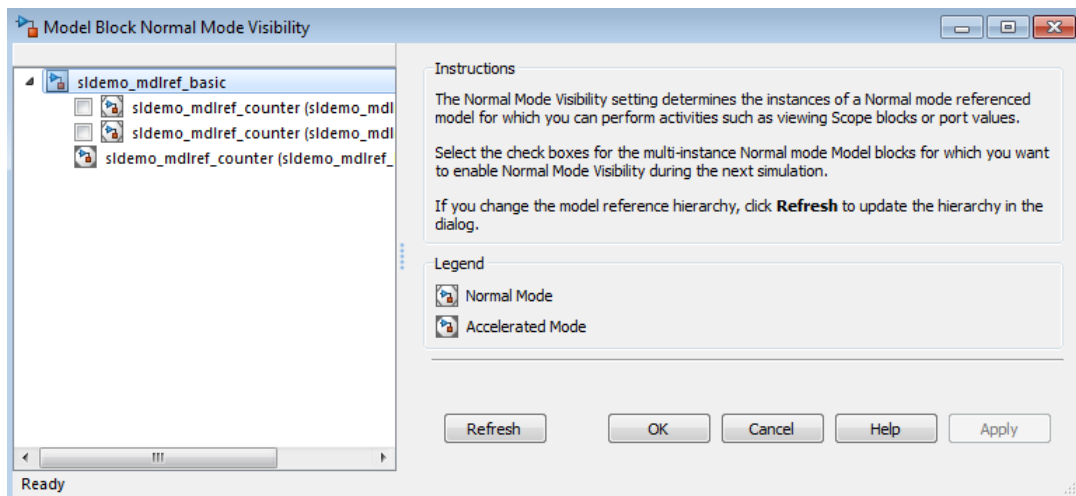 Model Block Normal Mode Visibility
sldemo_mdlref_basic
sldemo_mdlref_counter (sldemo_mdl
sldemo_mdlref_counter (sldemo_mdl
sldemo_mdlref_counter (sldemo_mdlref_
Instructions
The Normal Mode Visibility setting determines the instances of a Normal mode referenced
model for which you can perform activities such as viewing Scope blocks or port values.
Select the check boxes for the multi-instance Normal mode Model blocks for which you want
to enable Normal Mode Visibility during the next simulation.
If you change the model reference hierarchy, click Refresh to update the hierarchy in the
dialog.
Legend
Normal Mode
Accelerated Mode
Refresh OK Cancel Help Apply
Ready